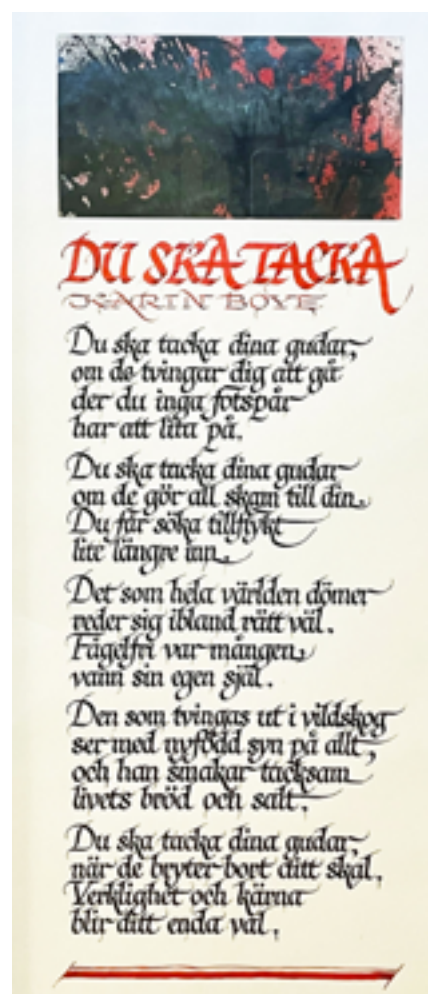 DU SKA TACKA
KARIN BOYE
Du ska tacka dina gudar,
om de tvingar dig att gå
der du inga fotspår
har att lita på.
Du ska tacka dina gudar
om de gör all skam till din.
Du får söka tillflykt
lite längre inn.
Det som hela världen dömer
reder sig ibland rätt väl.
Fågelfri var mången,
vann sin egen själ.
Den som tvingas ut i vildskog
ser med nyfödd syn på allt,
och han smakar tacksam
livets bröd och salt.
Du ska tacka dina gudar,
när de bryter bort ditt skal.
Verklighet och kärna
blir ditt enda val.